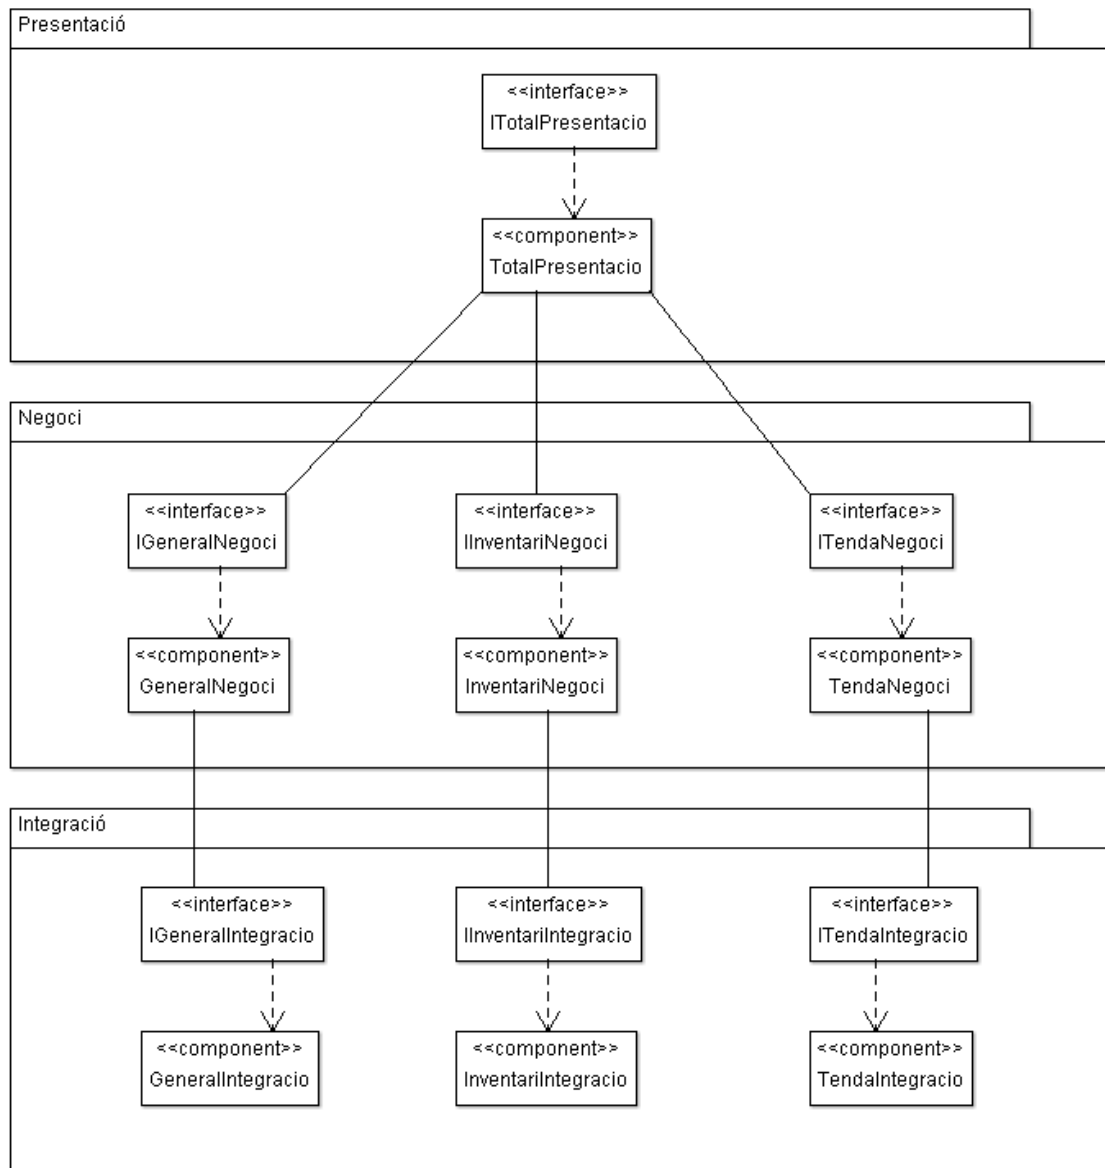 Presentació
<<interface>>
ITotalPresentacio
<<component>>
TotalPresentacio
Negoci
<<interface>>
IGeneralNegoci
<<interface>>
IInventariNegoci
<<interface>>
ITendaNegoci
<<component>>
GeneralNegoci
<<component>>
InventariNegoci
<<component>>
TendaNegoci
Integració
<<interface>>
IGeneralIntegracio
<<interface>>
IInventariIntegracio
<<interface>>
ITendaIntegracio
<<component>>
GeneralIntegracio
<<component>>
InventariIntegracio
<<component>>
TendaIntegracio